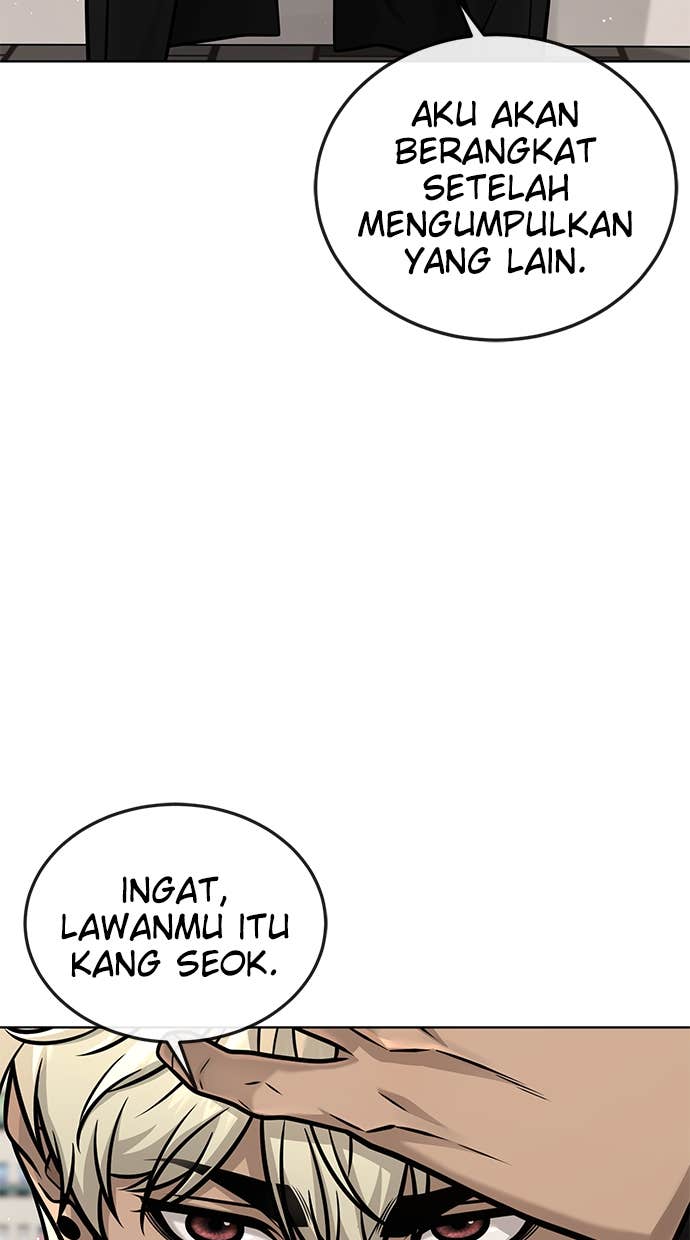 AKU AKAN
BERANGKAT
SETELAH
MENGUMPULKAN
YANG LAIN.
INGAT,
LAWANMU ITU
KANG SEOK.